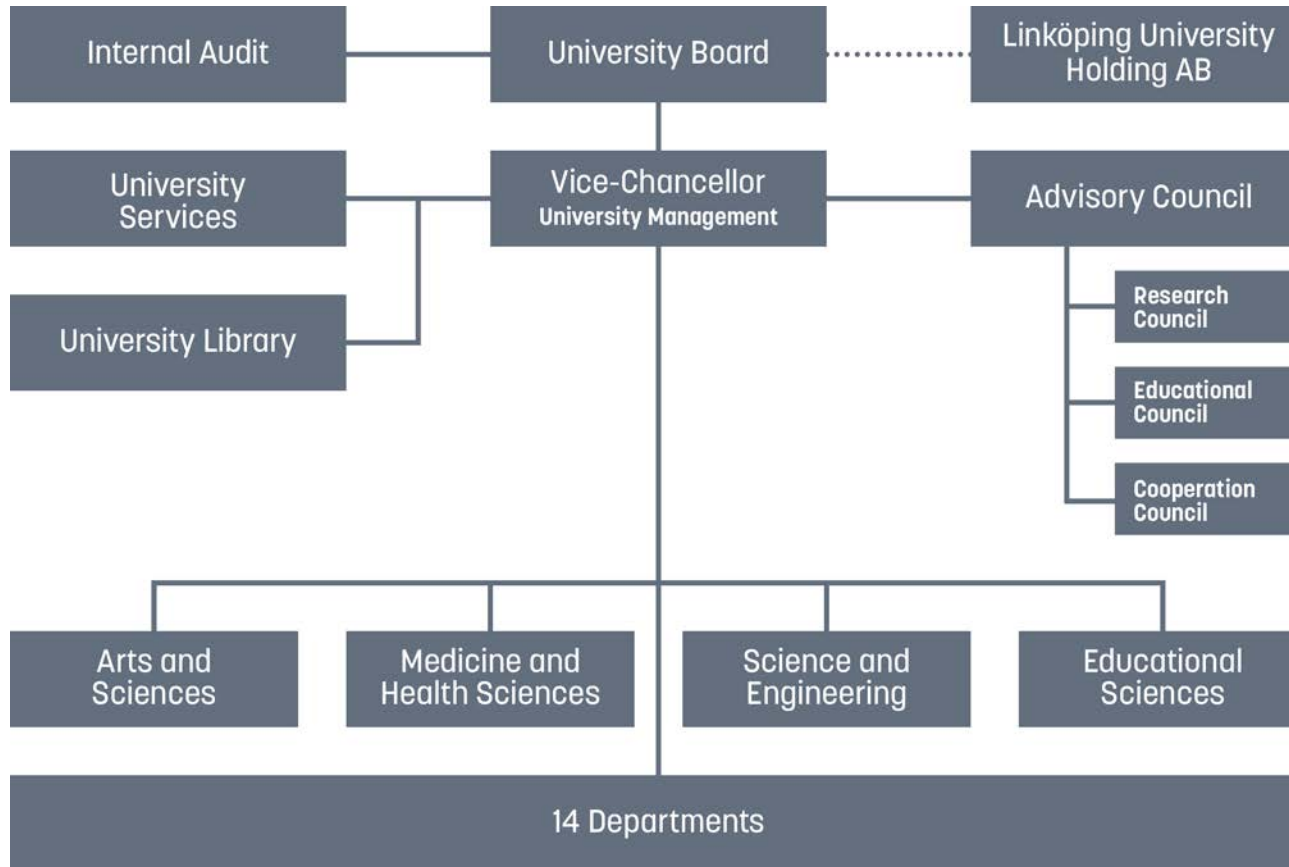 Internal Audit
University Board
Linköping University
Holding AB
University
Services
Vice-Chancellor
University Management
Advisory Council
University Library
Research
Council
Educational
Council
Cooperation
Council
Arts and
Sciences
Medicine and
Health Sciences
Science and
Engineering
Educational
Sciences
14 Departments